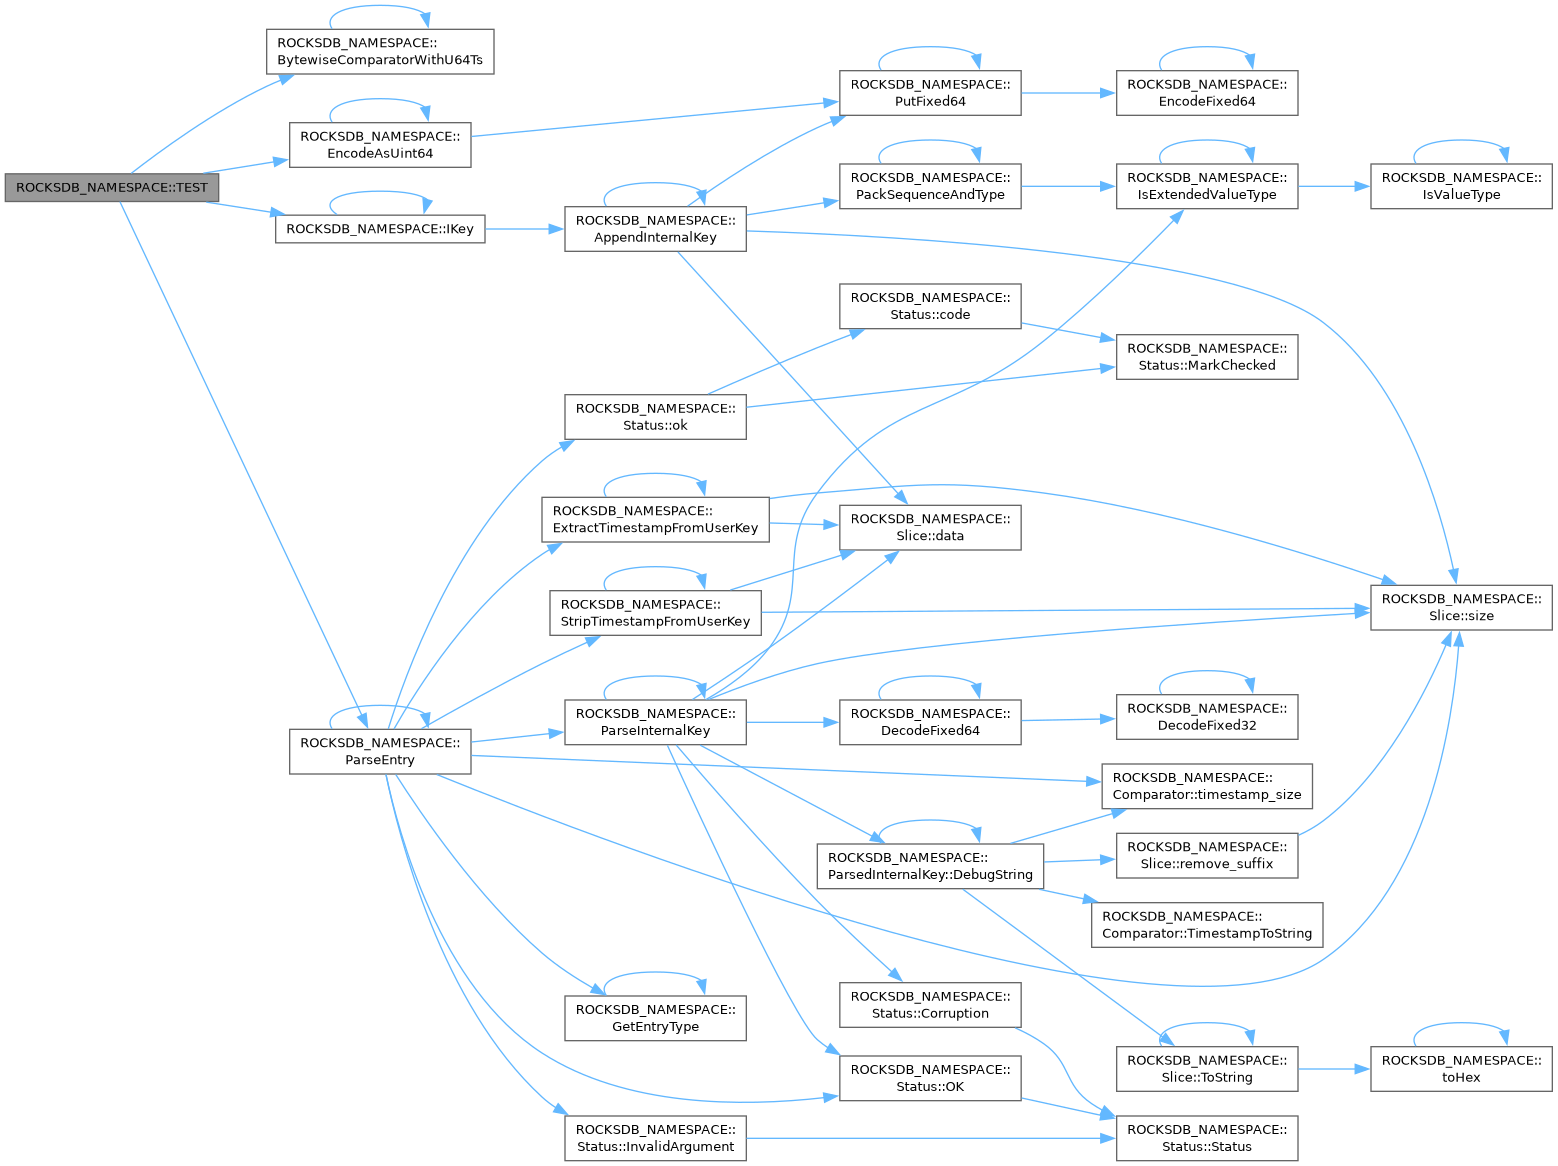 ROCKSDB_NAMESPACE::TEST
ROCKSDB_NAMESPACE::
BytewiseComparatorWithU64Ts
ROCKSDB_NAMESPACE::
EncodeAsUint64
ROCKSDB_NAMESPACE::IKey
ROCKSDB_NAMESPACE::
ParseEntry
ROCKSDB_NAMESPACE::
AppendInternalKey
ROCKSDB_NAMESPACE::
Status::ok
ROCKSDB_NAMESPACE::
ExtractTimestampFromUserKey
ROCKSDB_NAMESPACE::
StripTimestampFromUserKey
ROCKSDB_NAMESPACE::
ParseInternalKey
ROCKSDB_NAMESPACE::
GetEntryType
ROCKSDB_NAMESPACE::
Status::InvalidArgument
ROCKSDB_NAMESPACE::
PutFixed64
ROCKSDB_NAMESPACE::
PackSequenceAndType
ROCKSDB_NAMESPACE::
Status::code
ROCKSDB_NAMESPACE::
Slice::data
ROCKSDB_NAMESPACE::
DecodeFixed64
ROCKSDB_NAMESPACE::
ParsedInternalKey::DebugString
ROCKSDB_NAMESPACE::
Status::Corruption
ROCKSDB_NAMESPACE::
Status::OK
ROCKSDB_NAMESPACE::
EncodeFixed64
ROCKSDB_NAMESPACE::
IsExtendedValueType
ROCKSDB_NAMESPACE::
Status::MarkChecked
ROCKSDB_NAMESPACE::
DecodeFixed32
ROCKSDB_NAMESPACE::
Comparator::timestamp_size
ROCKSDB_NAMESPACE::
Slice::remove_suffix
ROCKSDB_NAMESPACE::
Comparator::TimestampToString
ROCKSDB_NAMESPACE::
Slice::ToString
ROCKSDB_NAMESPACE::
Status::Status
ROCKSDB_NAMESPACE::
IsValueType
ROCKSDB_NAMESPACE::
Slice::size
ROCKSDB_NAMESPACE::
toHex